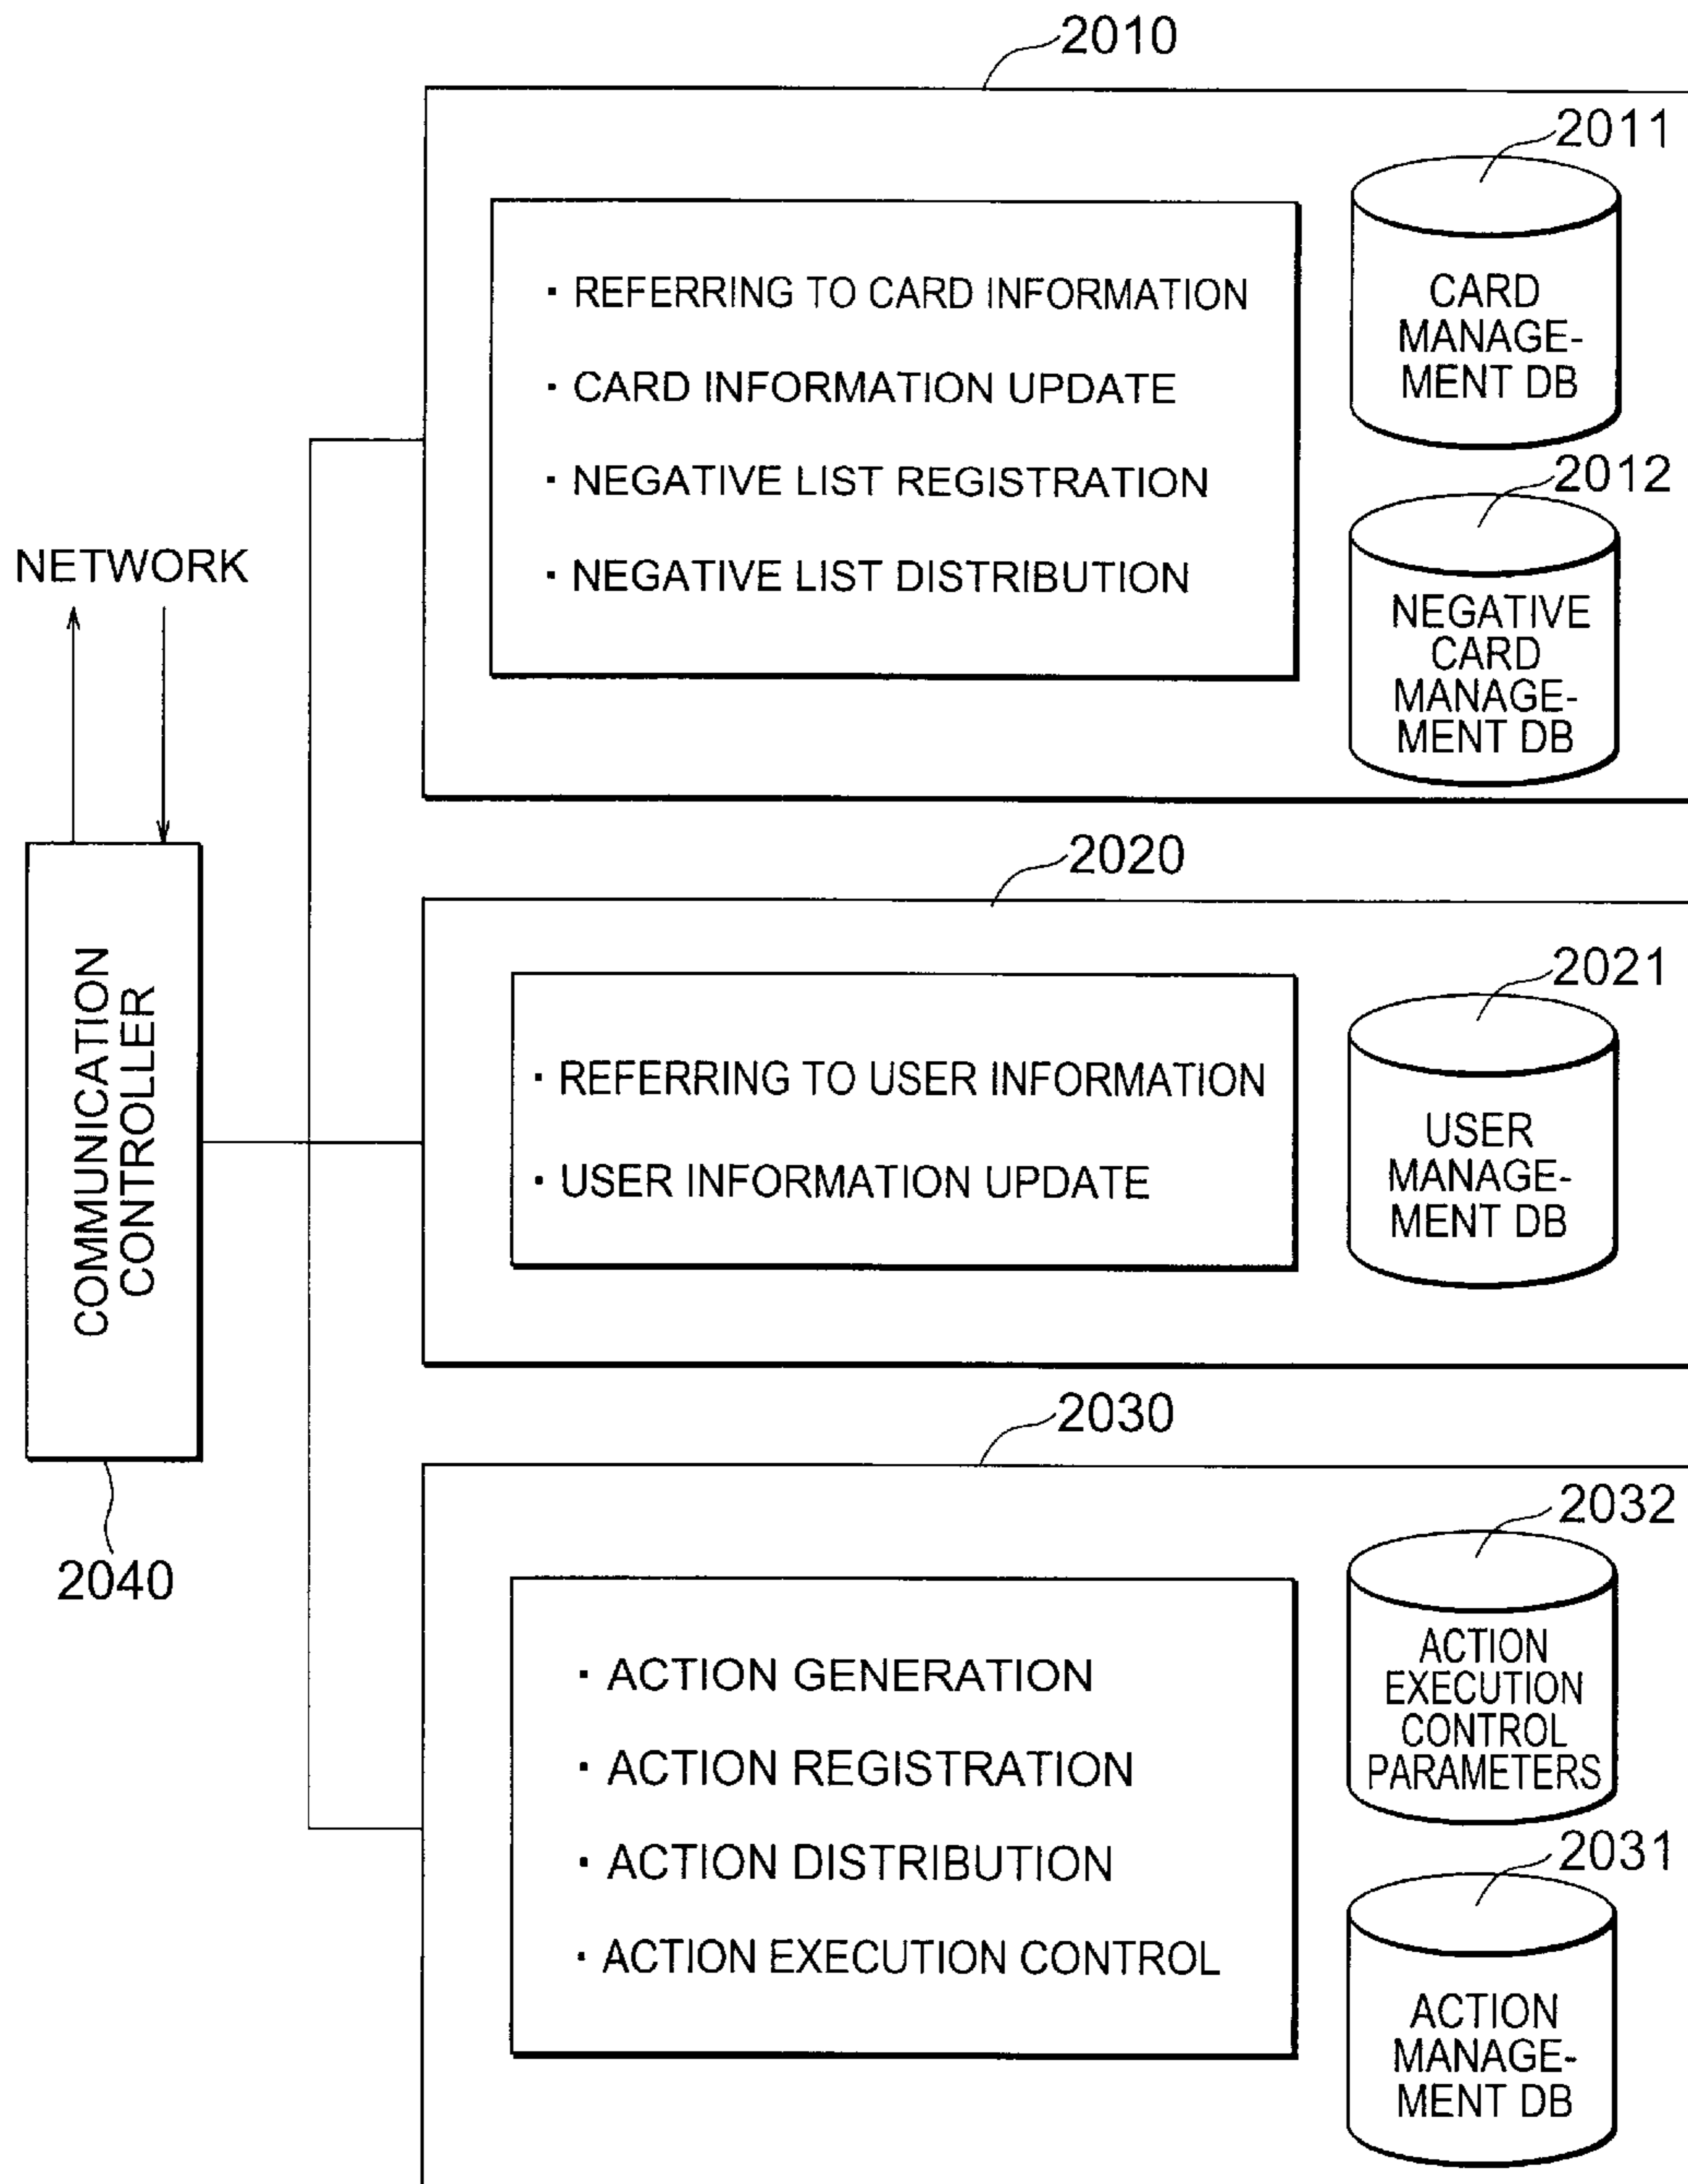 2010
2011
· REFERRING TO CARD INFORMATION
· CARD INFORMATION UPDATE
· NEGATIVE LIST REGISTRATION
· NEGATIVE LIST DISTRIBUTION
CARD
MANAGE-
MENT DB
2012
NEGATIVE
CARD
MANAGE-
MENT DB
NETWORK
COMMUNICATION
CONTROLLER
2040
2020
2021
· REFERRING TO USER INFORMATION
· USER INFORMATION UPDATE
USER
MANAGE-
MENT DB
2030
2032
· ACTION GENERATION
· ACTION REGISTRATION
· ACTION DISTRIBUTION
· ACTION EXECUTION CONTROL
ACTION
EXECUTION
CONTROL
PARAMETERS
2031
ACTION
MANAGE-
MENT DB